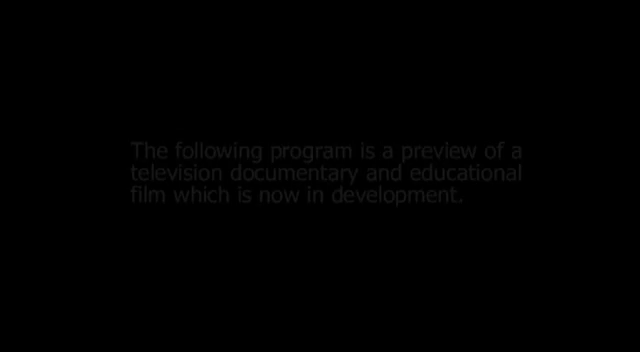 The following program is a preview of a
television documentary and educational
film which is now in development.